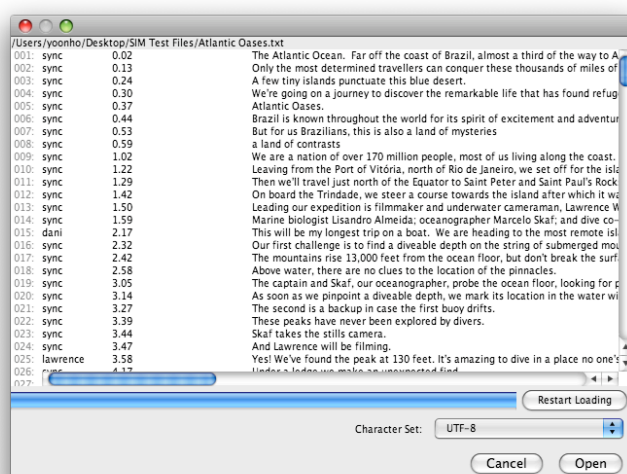 /Users/yoonho/Desktop/SIM Test Files/Atlantic Oases.txt
001: sync 0.02 The Atlantic Ocean. Far off the coast of Brazil, almost a third of the way to A
002: sync 0.13 Only the most determined travellers can conquer these thousands of miles of
003: sync 0.24 A few tiny islands punctuate this blue desert.
004: sync 0.30 We're going on a journey to discover the remarkable life that has found refug
005: sync 0.37 Atlantic Oases.
006: sync 0.44 Brazil is known throughout the world for its spirit of excitement and adventur
007: sync 0.53 But for us Brazilians, this is also a land of mysteries
008: sync 0.59 a land of contrasts
009: sync 1.02 We are a nation of over 170 million people, most of us living along the coast.
010: sync 1.22 Leaving from the Port of Vitória, north of Rio de Janeiro, we set off for the isla
011: sync 1.29 Then we'll travel just north of the Equator to Saint Peter and Saint Paul's Rock
012: sync 1.42 On board the Trindade, we steer a course towards the island after which it wa
013: sync 1.50 Leading our expedition is filmmaker and underwater cameraman, Lawrence W
014: sync 1.59 Marine biologist Lisandro Almeida; oceanographer Marcelo Skaf; and dive co-
015: dani 2.17 This will be my longest trip on a boat. We are heading to the most remote isl
016: sync 2.32 Our first challenge is to find a diveable depth on the string of submerged mou
017: sync 2.42 The mountains rise 13,000 feet from the ocean floor, but don't break the surf
018: sync 2.58 Above water, there are no clues to the location of the pinnacles.
019: sync 3.05 The captain and Skaf, our oceanographer, probe the ocean floor, looking for p
020: sync 3.14 As soon as we pinpoint a diveable depth, we mark its location in the water wi
021: sync 3.27 The second is a backup in case the first buoy drifts.
022: sync 3.39 These peaks have never been explored by divers.
023: sync 3.44 Skaf takes the stills camera.
024: sync 3.47 And Lawrence will be filming.
025: lawrence 3.58 Yes! We've found the peak at 130 feet. It's amazing to dive in a place no one's
026: sync 4.17 Under a ledge we make an unexpected find
027:
Restart Loading
Character Set: UTF-8
Cancel Open